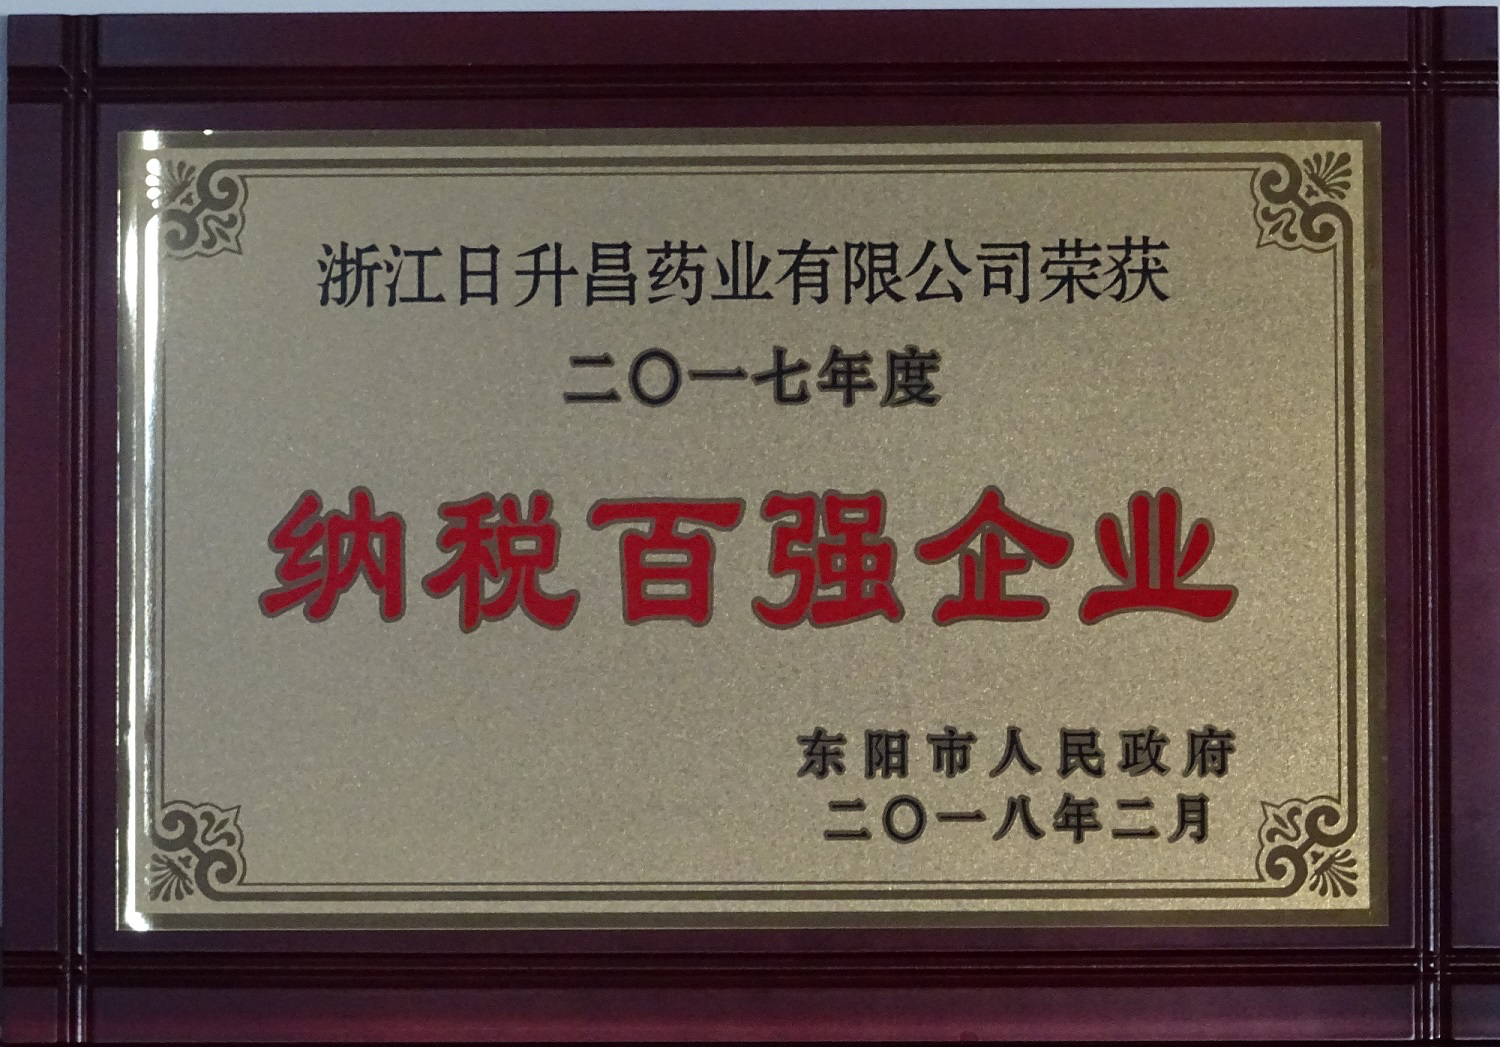 浙江日升昌药业有限公司荣获
二〇一七年度
纳税百强企业
东阳市人民政府
二〇一八年二月